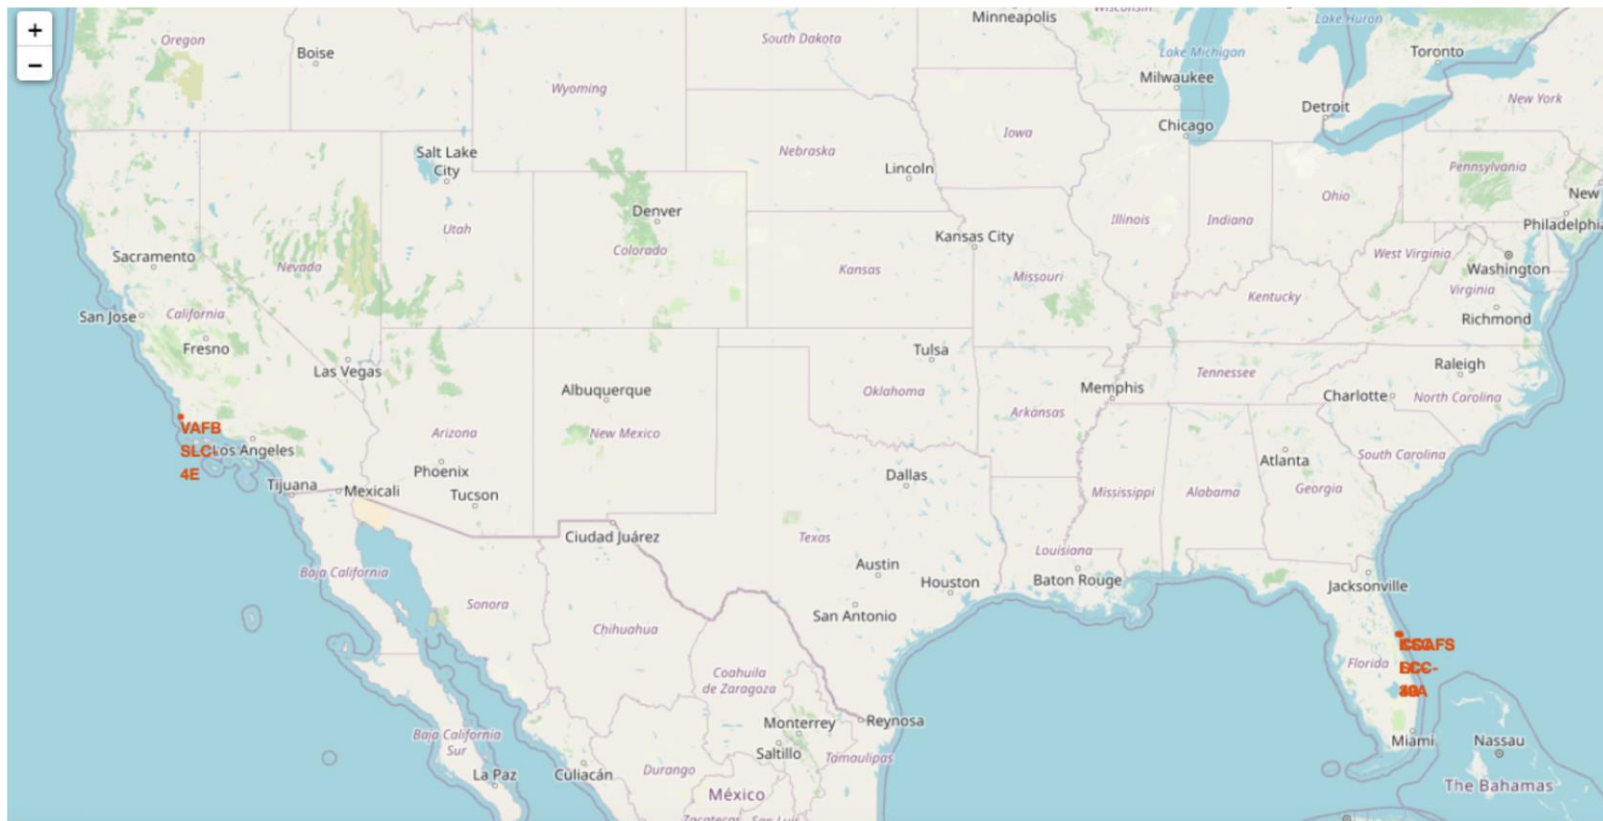 +
−
Minneapolis
Wisconsin
Lake Huron
Oregon
Boise
South Dakota
Lake Michigan
Toronto
Milwaukee
Wyoming
Detroit
New York
Chicago
Iowa
Salt Lake
City
Nebraska
Lincoln
Pennsylvania
Ohio
New
Denver
Illinois
Indiana
Philadelphia
Utah
Colorado
Kansas City
Sacramento
Nevada
Kansas
Missouri
West Virginia
Washington
Virginia
Kentucky
San Jose
California
Richmond
Fresno
Las Vegas
Tulsa
Raleigh
Tennessee
Albuquerque
Oklahoma
Memphis
Charlotte
North Carolina
Arkansas
VAFB
SLC-
4E
Los Angeles
Arizona
New Mexico
Atlanta
South Carolina
Phoenix
Dallas
Tijuana
Mexicali
Tucson
Mississippi
Alabama
Georgia
Ciudad Juárez
Texas
Louisiana
Baja California
Austin
Houston
Baton Rouge
Jacksonville
Sonora
San Antonio
Chihuahua
Florida
Coahuila
de Zaragoza
Monterrey
Reynosa
Baja California
Sur
Saltillo
Tamaulipas
Miami
Nassau
La Paz
Culiacán
Durango
México
The Bahamas
Zacatecas
San Luis